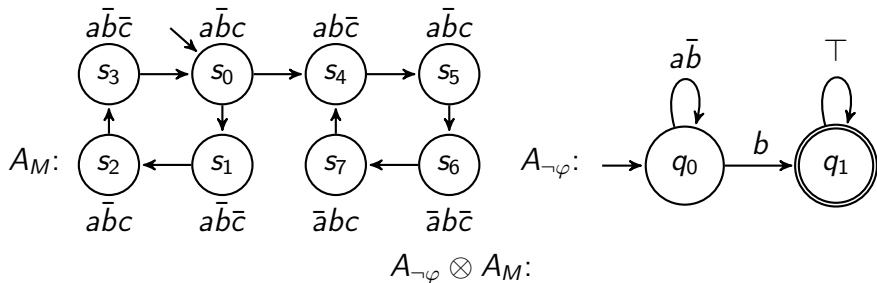 ab̄c̄ ab̄c abc̄ ab̄c ab̄ ⊤
s₃ s₀ s₄ s₅
A_M: s₂ s₁ s₇ s₆ A_¬φ: q₀ b q₁
ab̄c ab̄c̄ ābc āb̄c̄
A_¬φ ⊗ A_M: